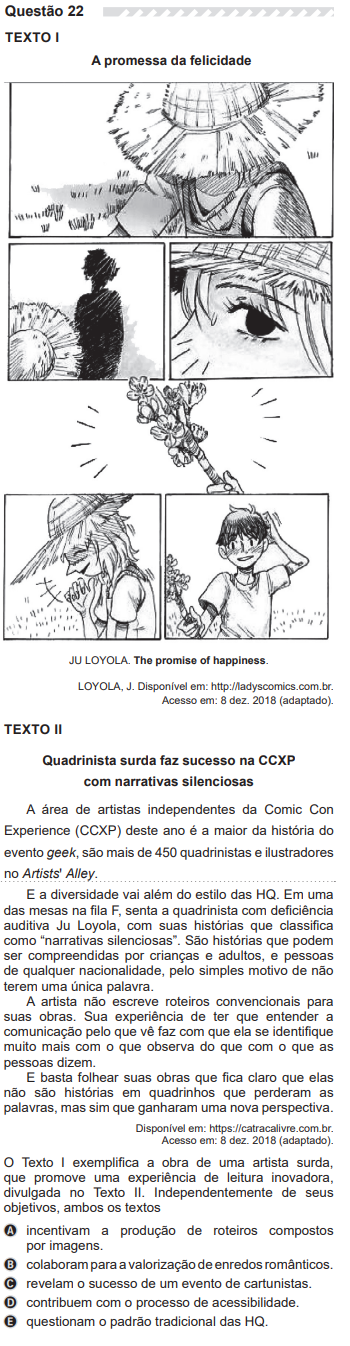 Questão 22
TEXTO I
A promessa da felicidade
JU LOYOLA. The promise of happiness.
LOYOLA, J. Disponível em: http://ladyscomics.com.br.
Acesso em: 8 dez. 2018 (adaptado).
TEXTO II
Quadrinista surda faz sucesso na CCXP
com narrativas silenciosas
A área de artistas independentes da Comic Con
Experience (CCXP) deste ano é a maior da história do
evento geek, são mais de 450 quadrinistas e ilustradores
no Artists' Alley.
E a diversidade vai além do estilo das HQ. Em uma
das mesas na fila F, senta a quadrinista com deficiência
auditiva Ju Loyola, com suas histórias que classifica
como “narrativas silenciosas”. São histórias que podem
ser compreendidas por crianças e adultos, e pessoas
de qualquer nacionalidade, pelo simples motivo de não
terem uma única palavra.
A artista não escreve roteiros convencionais para
suas obras. Sua experiência de ter que entender a
comunicação pelo que vê faz com que ela se identifique
muito mais com o que observa do que com o que as
pessoas dizem.
E basta folhear suas obras que fica claro que elas
não são histórias em quadrinhos que perderam as
palavras, mas sim que ganharam uma nova perspectiva.
Disponível em: https://catracalivre.com.br.
Acesso em: 8 dez. 2018 (adaptado).
O Texto I exemplifica a obra de uma artista surda,
que promove uma experiência de leitura inovadora,
divulgada no Texto II. Independentemente de seus
objetivos, ambos os textos
A incentivam a produção de roteiros compostos
por imagens.
B colaboram para a valorização de enredos românticos.
C revelam o sucesso de um evento de cartunistas.
D contribuem com o processo de acessibilidade.
E questionam o padrão tradicional das HQ.